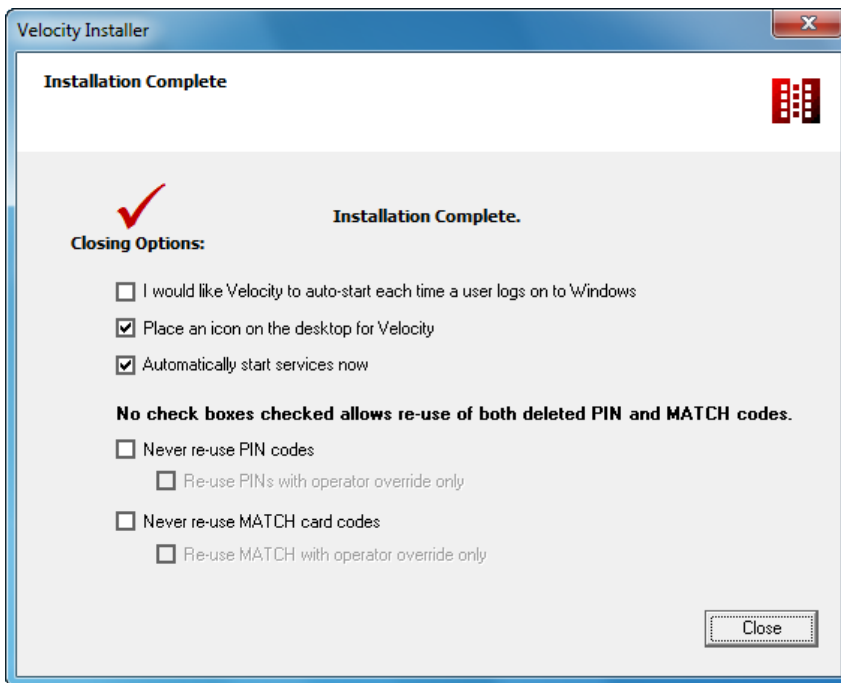 Velocity Installer
Installation Complete
Installation Complete.
Closing Options:
I would like Velocity to auto-start each time a user logs on to Windows
Place an icon on the desktop for Velocity
Automatically start services now
No check boxes checked allows re-use of both deleted PIN and MATCH codes.
Never re-use PIN codes
Re-use PINs with operator override only
Never re-use MATCH card codes
Re-use MATCH with operator override only
Close